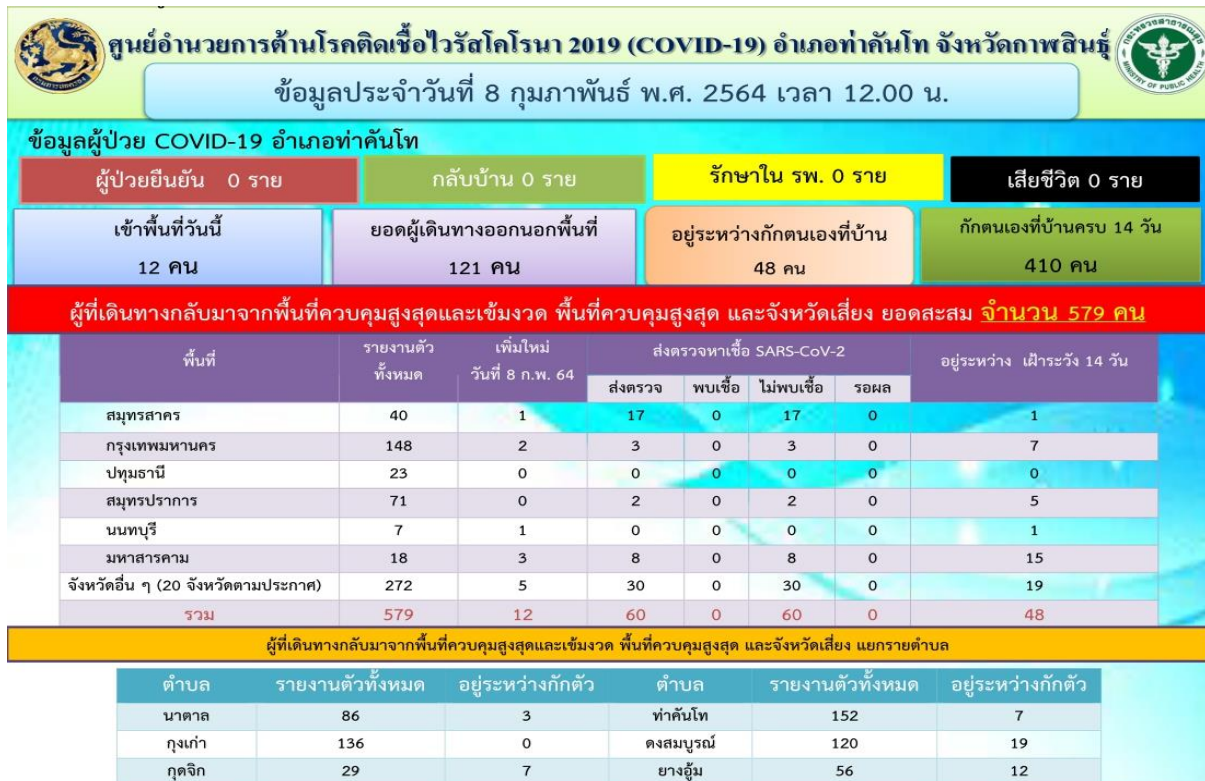 ศูนย์อำนวยการต้านโรคติดเชื้อไวรัสโคโรนา 2019 (COVID-19) อำเภอท่าคันโท จังหวัดกาฬสินธุ์
ข้อมูลประจำวันที่ 8 กุมภาพันธ์ พ.ศ. 2564 เวลา 12.00 น.
ข้อมูลผู้ป่วย COVID-19 อำเภอท่าคันโท
ผู้ป่วยยืนยัน 0 ราย กลับบ้าน 0 ราย รักษาใน รพ. 0 ราย เสียชีวิต 0 ราย
เข้าพื้นที่วันนี้ ยอดผู้เดินทางออกนอกพื้นที่ อยู่ระหว่างกักตนเองที่บ้าน กักตนเองที่บ้านครบ 14 วัน
12 คน 121 คน 48 คน 410 คน
ผู้ที่เดินทางกลับมาจากพื้นที่ควบคุมสูงสุดและเข้มงวด พื้นที่ควบคุมสูงสุด และจังหวัดเสี่ยง ยอดสะสม จำนวน 579 คน
พื้นที่ รายงานตัวทั้งหมด เพิ่มใหม่ วันที่ 8 ก.พ. 64 ส่งตรวจหาเชื้อ SARS-CoV-2 อยู่ระหว่าง เฝ้าระวัง 14 วัน
ส่งตรวจ พบเชื้อ ไม่พบเชื้อ รอผล
สมุทรสาคร 40 1 17 0 17 0 1
กรุงเทพมหานคร 148 2 3 0 3 0 7
ปทุมธานี 23 0 0 0 0 0 0
สมุทรปราการ 71 0 2 0 2 0 5
นนทบุรี 7 1 0 0 0 0 1
มหาสารคาม 18 3 8 0 8 0 15
จังหวัดอื่น ๆ (20 จังหวัดตามประกาศ) 272 5 30 0 30 0 19
รวม 579 12 60 0 60 0 48
ผู้ที่เดินทางกลับมาจากพื้นที่ควบคุมสูงสุดและเข้มงวด พื้นที่ควบคุมสูงสุด และจังหวัดเสี่ยง แยกรายตำบล
ตำบล รายงานตัวทั้งหมด อยู่ระหว่างกักตัว ตำบล รายงานตัวทั้งหมด อยู่ระหว่างกักตัว
นาตาล 86 3 ท่าคันโท 152 7
กุงเก่า 136 0 ดงสมบูรณ์ 120 19
กุดจิก 29 7 ยางอู้ม 56 12